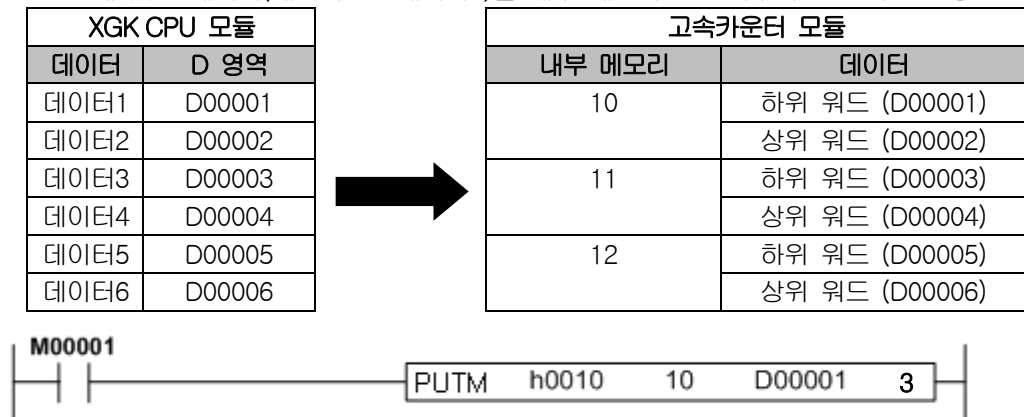 XGK CPU 모듈 고속카운터 모듈
데이터 D 영역 내부 메모리 데이터
데이터1 D00001 10 하위 워드 (D00001)
데이터2 D00002 상위 워드 (D00002)
데이터3 D00003 11 하위 워드 (D00003)
데이터4 D00004 상위 워드 (D00004)
데이터5 D00005 12 하위 워드 (D00005)
데이터6 D00006 상위 워드 (D00006)
M00001
PUTM h0010 10 D00001 3